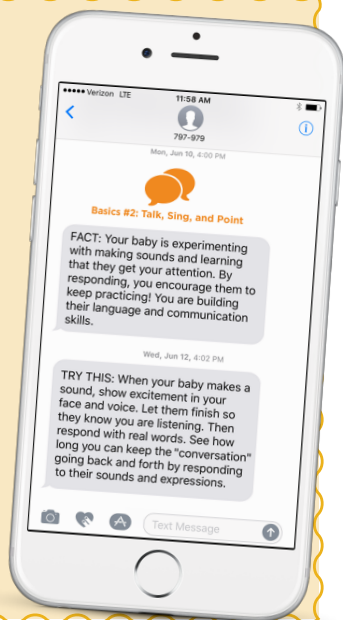 Verizon LTE
11:58 AM
797-979
Mon, Jun 10, 4:00 PM
Basics #2: Talk, Sing, and Point
FACT: Your baby is experimenting
with making sounds and learning
that they get your attention. By
responding, you encourage them to
keep practicing! You are building
their language and communication
skills.
Wed, Jun 12, 4:02 PM
TRY THIS: When your baby makes a
sound, show excitement in your
face and voice. Let them finish so
they know you are listening. Then
respond with real words. See how
long you can keep the "conversation"
going back and forth by responding
to their sounds and expressions.
Text Message